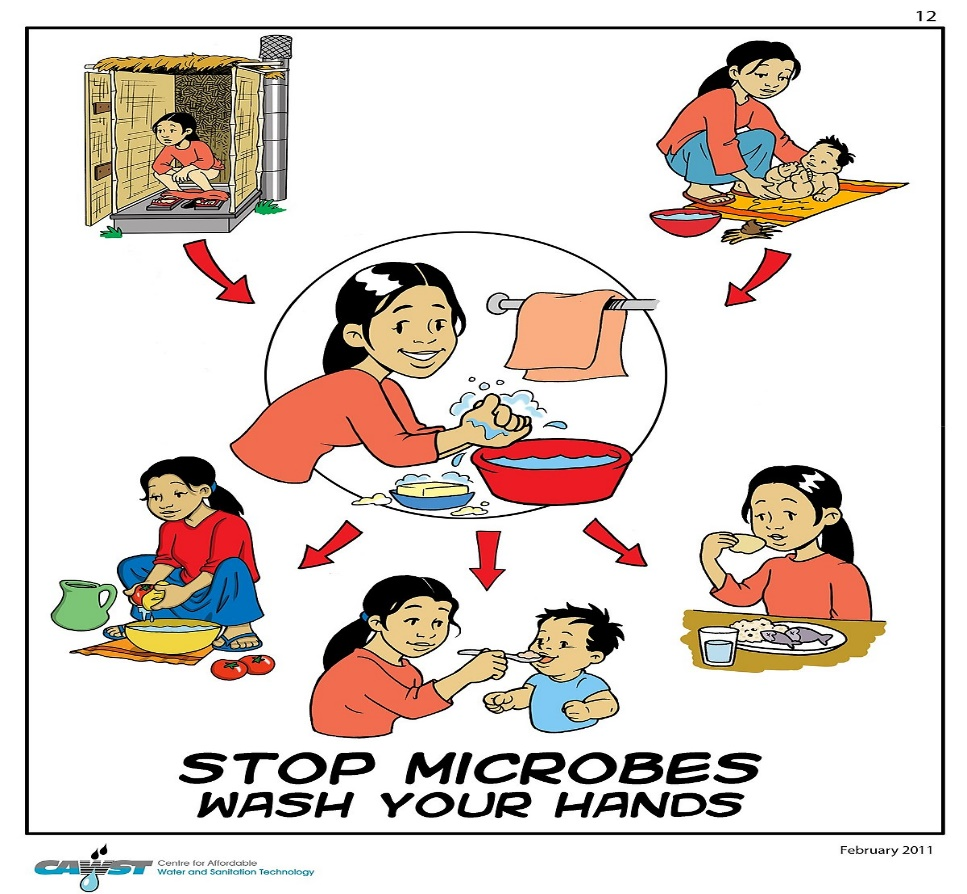 12
STOP MICROBES
WASH YOUR HANDS
February 2011
CAWST
Centre for Affordable
Water and Sanitation Technology